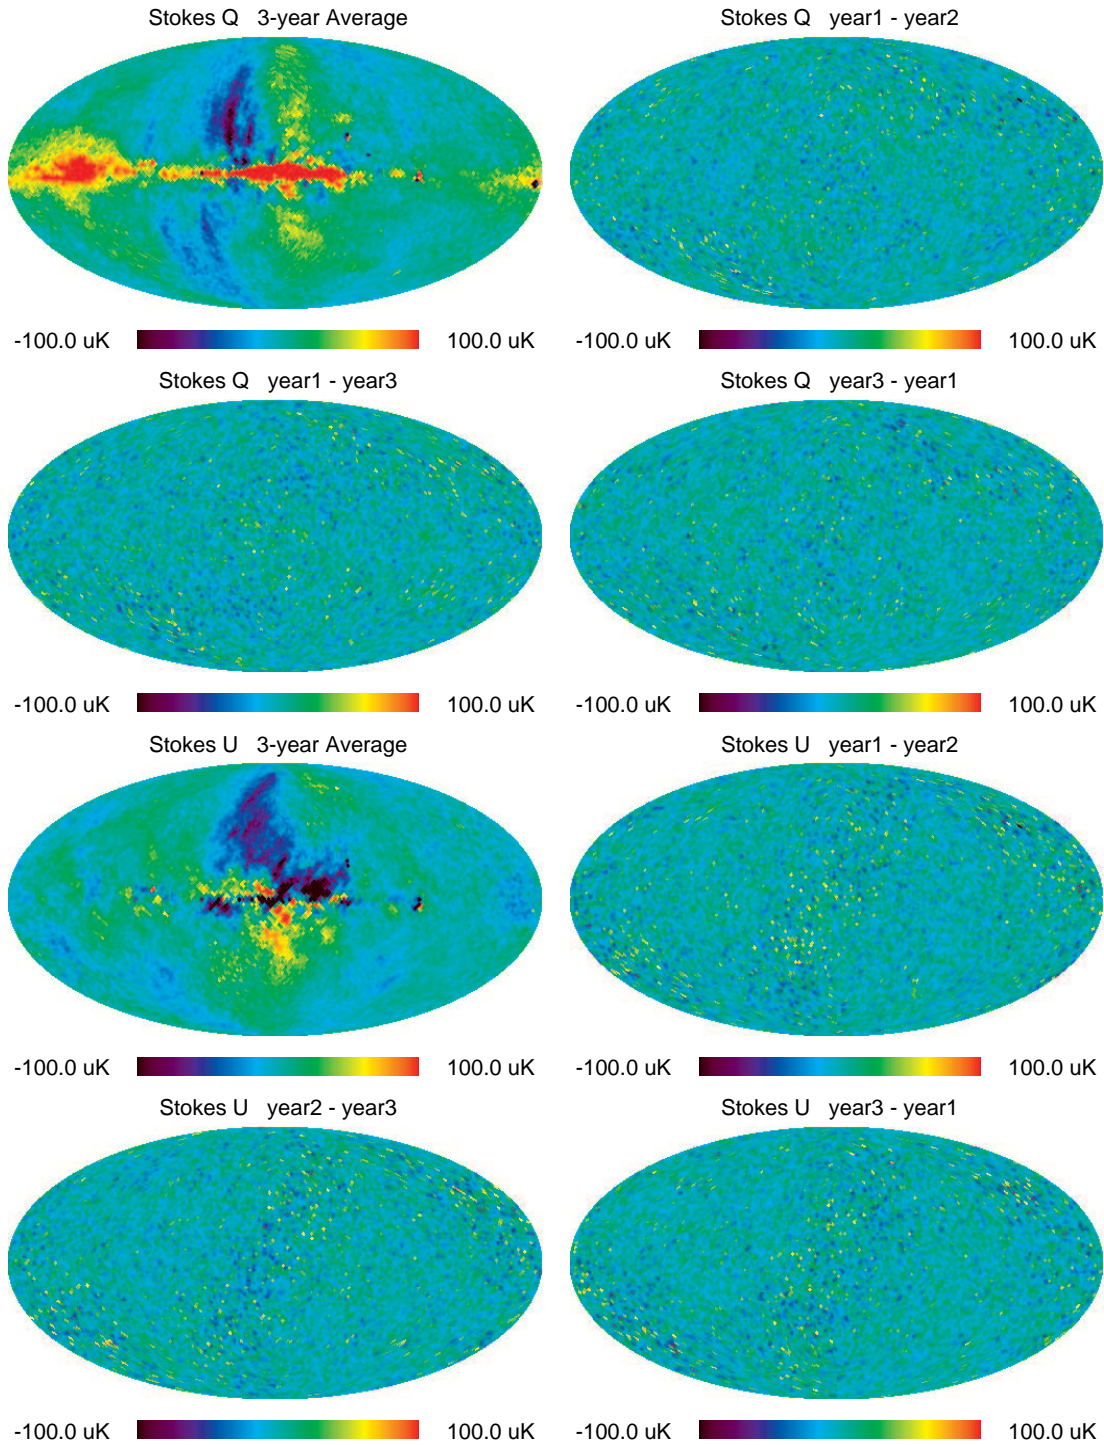 Stokes Q 3-year Average
Stokes Q year1 - year2
-100.0 uK 100.0 uK
-100.0 uK 100.0 uK
Stokes Q year1 - year3
Stokes Q year3 - year1
-100.0 uK 100.0 uK
-100.0 uK 100.0 uK
Stokes U 3-year Average
Stokes U year1 - year2
-100.0 uK 100.0 uK
-100.0 uK 100.0 uK
Stokes U year2 - year3
Stokes U year3 - year1
-100.0 uK 100.0 uK
-100.0 uK 100.0 uK